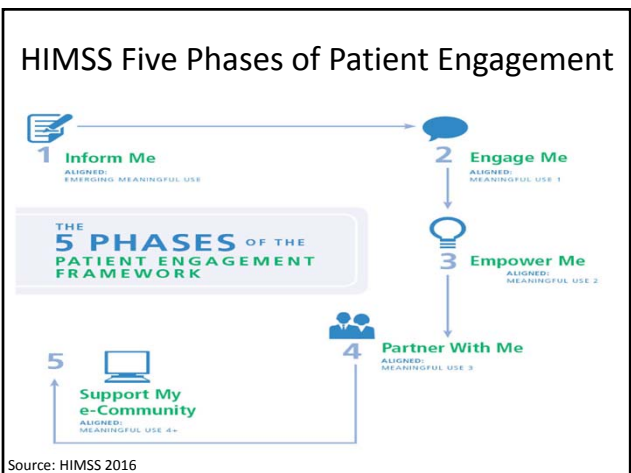 HIMSS Five Phases of Patient Engagement
1 Inform Me
ALIGNED:
EMERGING MEANINGFUL USE
2 Engage Me
ALIGNED:
MEANINGFUL USE 1
THE
5 PHASES OF THE
PATIENT ENGAGEMENT
FRAMEWORK
3 Empower Me
ALIGNED:
MEANINGFUL USE 2
4 Partner With Me
ALIGNED:
MEANINGFUL USE 3
5
Support My
e-Community
ALIGNED:
MEANINGFUL USE 4+
Source: HIMSS 2016